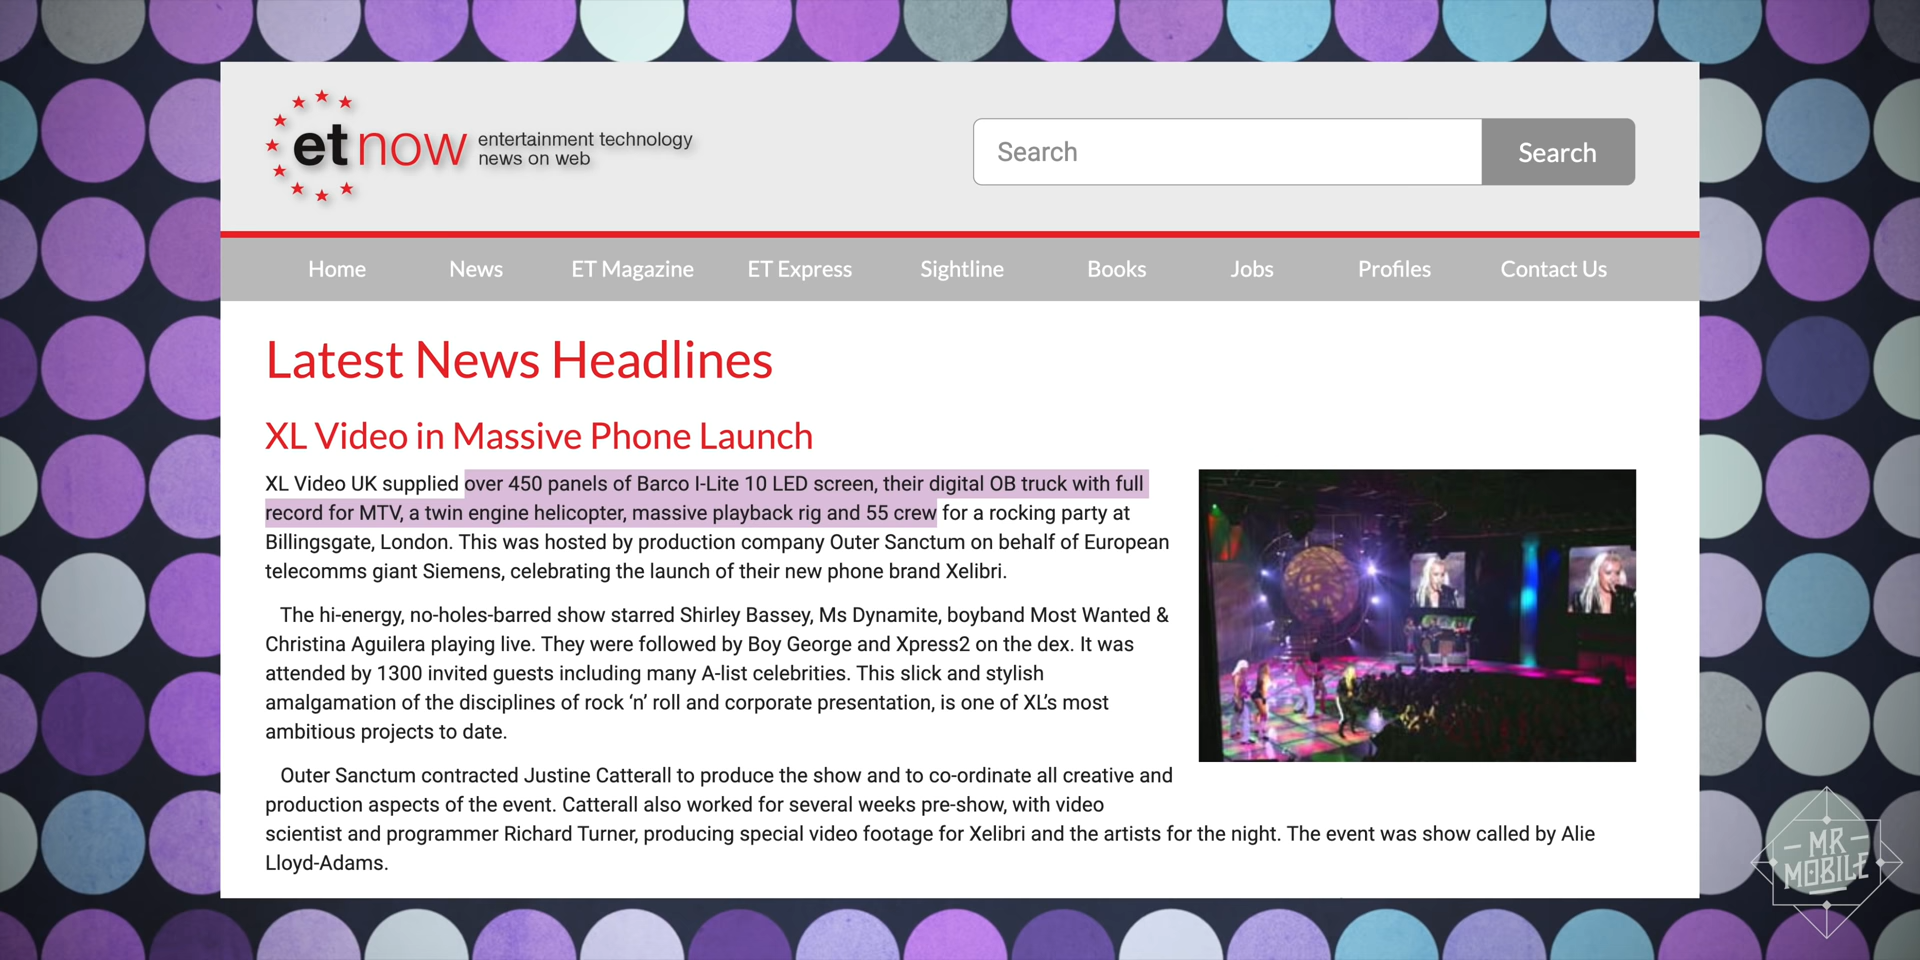 etnow entertainment technology
news on web
Search
Search
Home News ET Magazine ET Express Sightline Books Jobs Profiles Contact Us
Latest News Headlines
XL Video in Massive Phone Launch
XL Video UK supplied over 450 panels of Barco I-Lite 10 LED screen, their digital OB truck with full
record for MTV, a twin engine helicopter, massive playback rig and 55 crew for a rocking party at
Billingsgate, London. This was hosted by production company Outer Sanctum on behalf of European
telecomms giant Siemens, celebrating the launch of their new phone brand Xelibri.
The hi-energy, no-holes-barred show starred Shirley Bassey, Ms Dynamite, boyband Most Wanted &
Christina Aguilera playing live. They were followed by Boy George and Xpress2 on the dex. It was
attended by 1300 invited guests including many A-list celebrities. This slick and stylish
amalgamation of the disciplines of rock ‘n’ roll and corporate presentation, is one of XL’s most
ambitious projects to date.
Outer Sanctum contracted Justine Catterall to produce the show and to co-ordinate all creative and
production aspects of the event. Catterall also worked for several weeks pre-show, with video
scientist and programmer Richard Turner, producing special video footage for Xelibri and the artists for the night. The event was show called by Alie
Lloyd-Adams.
MR
MOBILE